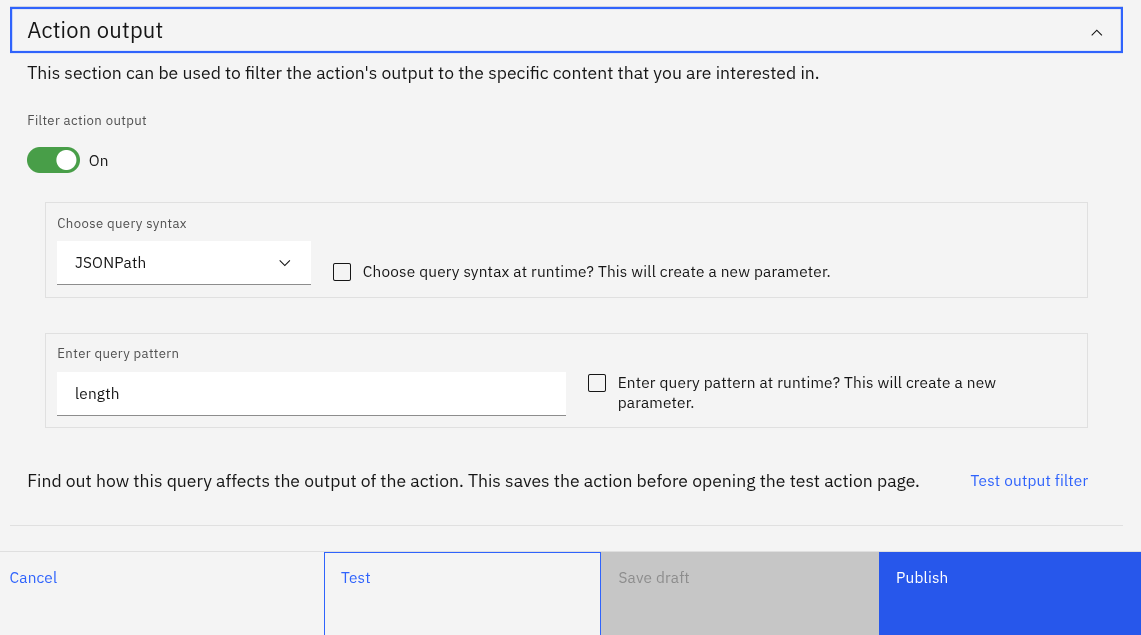 Action output
This section can be used to filter the action's output to the specific content that you are interested in.
Filter action output
On
Choose query syntax
JSONPath
Choose query syntax at runtime? This will create a new parameter.
Enter query pattern
length
Enter query pattern at runtime? This will create a new
parameter.
Find out how this query affects the output of the action. This saves the action before opening the test action page.
Test output filter
Cancel
Test
Save draft
Publish